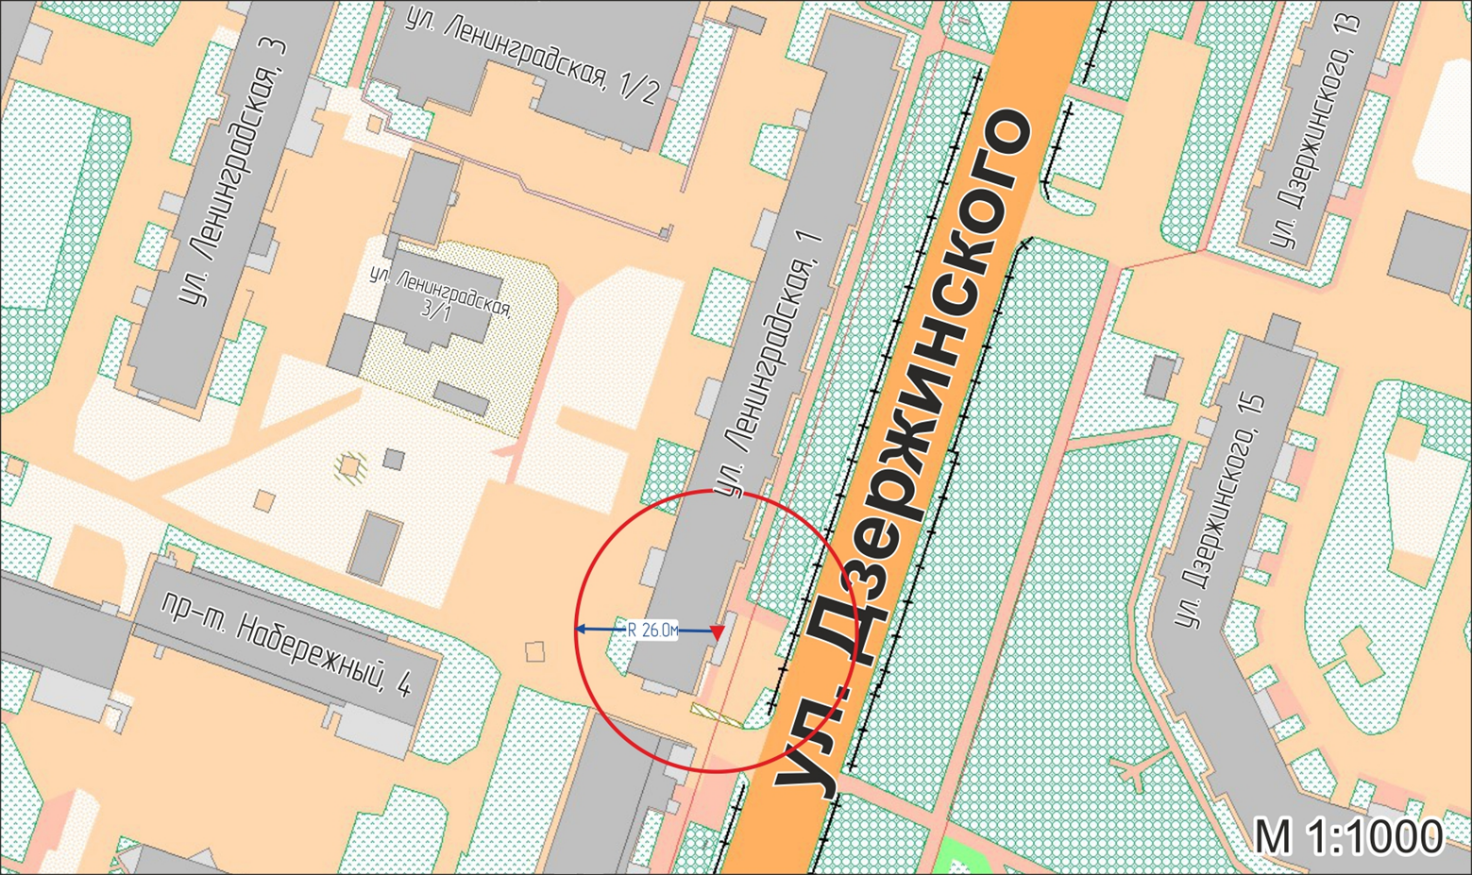 ул. Ленинградская, 3
ул. Ленинградская, 1/2
ул. Дзержинского, 13
ул. Ленинградская,
3/1
ул. Ленинградская, 1
ул. Дзержинского
ул. Дзержинского, 15
пр-т. Набережный, 4
R 26.0м
М 1:1000